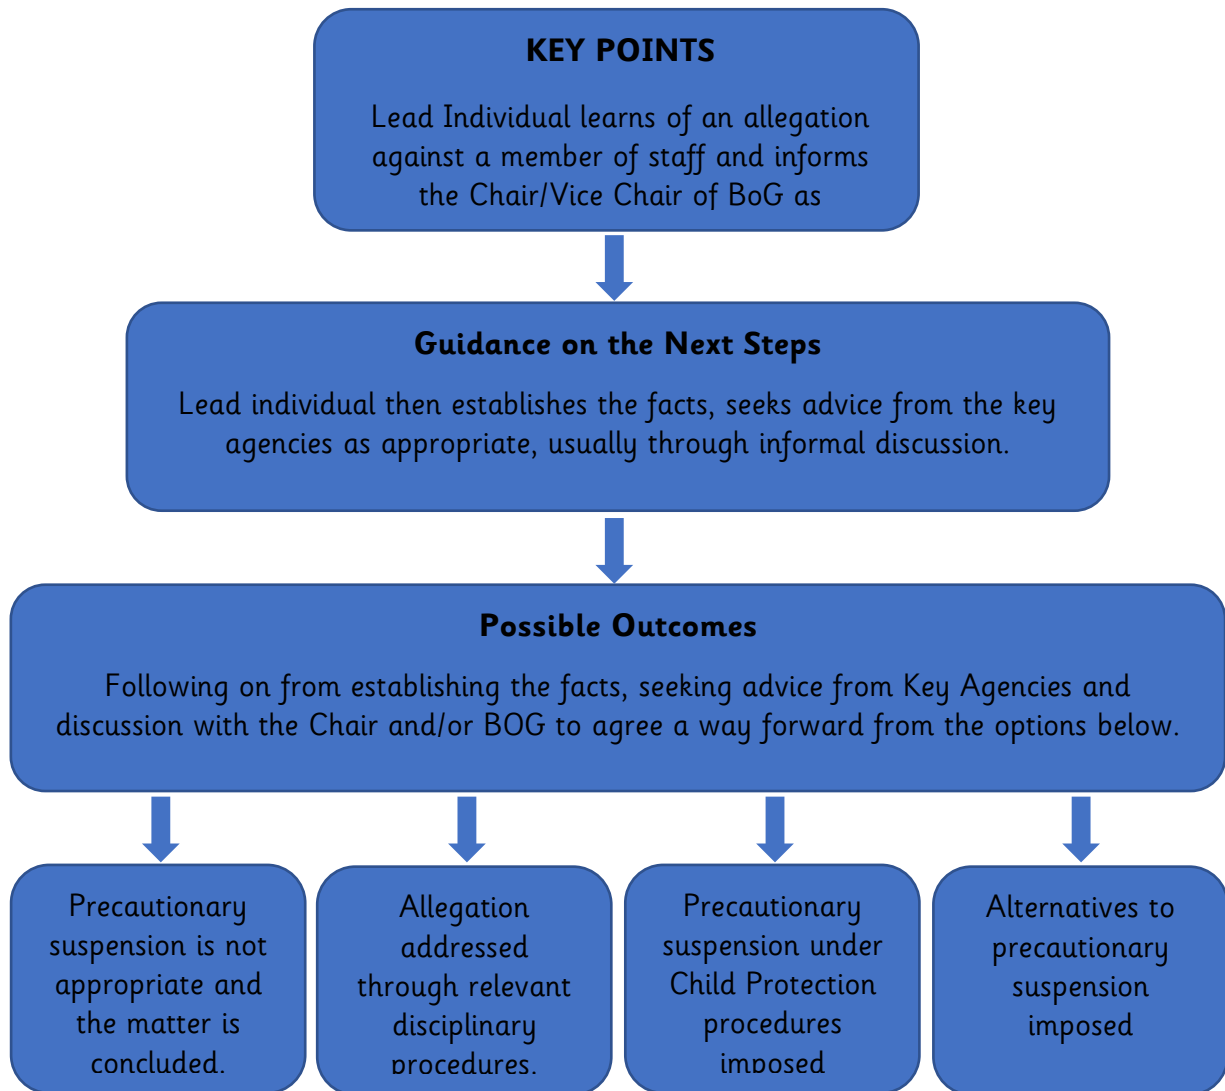 KEY POINTS
Lead Individual learns of an allegation
against a member of staff and informs
the Chair/Vice Chair of BoG as
Guidance on the Next Steps
Lead individual then establishes the facts, seeks advice from the key
agencies as appropriate, usually through informal discussion.
Possible Outcomes
Following on from establishing the facts, seeking advice from Key Agencies and
discussion with the Chair and/or BOG to agree a way forward from the options below.
Precautionary
suspension is not
appropriate and
the matter is
concluded.
Allegation
addressed
through relevant
disciplinary
procedures.
Precautionary
suspension under
Child Protection
procedures
imposed
Alternatives to
precautionary
suspension
imposed